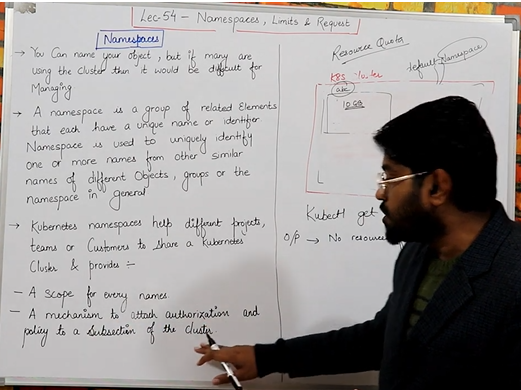 Lec-54 - Namespaces, Limits & Request
Namespaces
→ You Can name your object, but if many are
using the cluster then it would be difficult for
Managing
→ A namespace is a group of related Elements
that each have a unique name or identifier
Namespace is used to uniquely identify
one or more names from other similar
names of different Objects, groups or the
namespace in general
→ Kubernetes namespaces help different projects,
teams or Customers to share a Kubernetes
Cluster & provides :-
- A scope for every names.
- A mechanism to attach authorization and
policy to a Subsection of the cluster.
Resource Quota
default Namespace
K8S cluster
abc
10 GB
Kubectl get
O/P → No resource